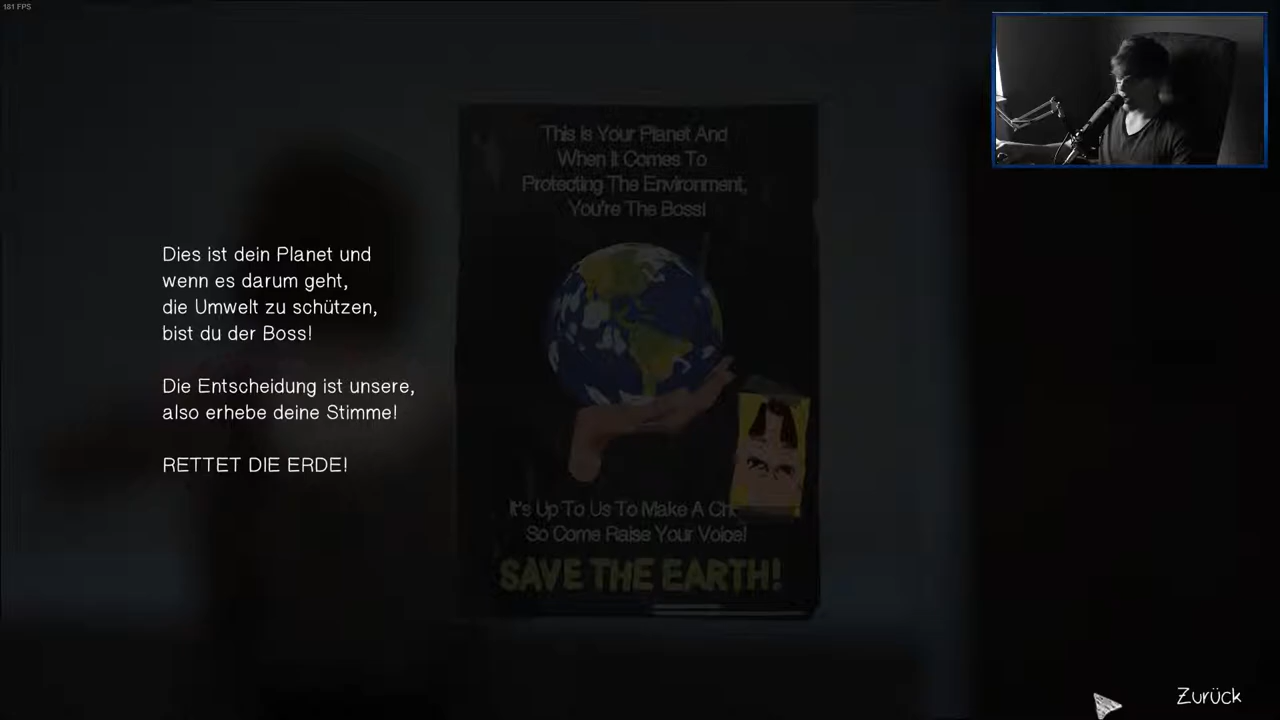 181 FPS
This Is Your Planet And
When It Comes To
Protecting The Environment,
You're The Boss!
Dies ist dein Planet und
wenn es darum geht,
die Umwelt zu schützen,
bist du der Boss!
Die Entscheidung ist unsere,
also erhebe deine Stimme!
RETTET DIE ERDE!
It's Up To Us To Make A
So Come Raise Your Voice!
SAVE THE EARTH!
Zurück